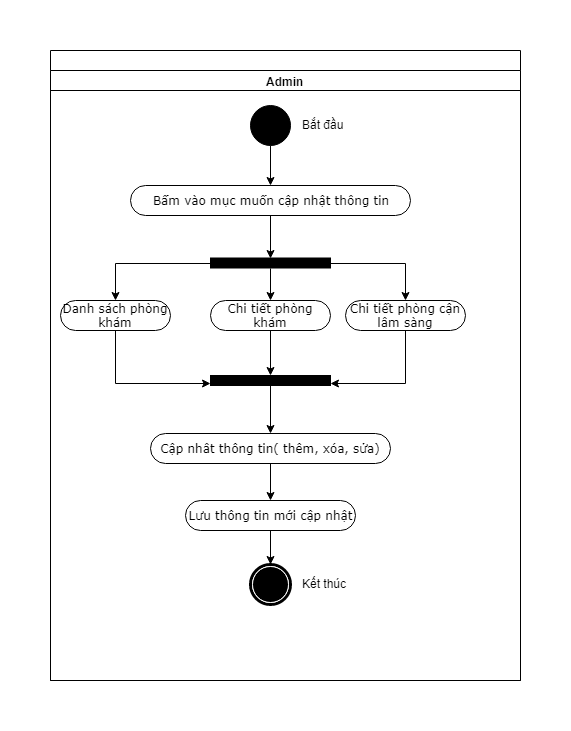 Admin
Bắt đầu
Bấm vào mục muốn cập nhật thông tin
Danh sách phòng
khám
Chi tiết phòng
khám
Chi tiết phòng cận
lâm sàng
Cập nhât thông tin( thêm, xóa, sửa)
Lưu thông tin mới cập nhật
Kết thúc